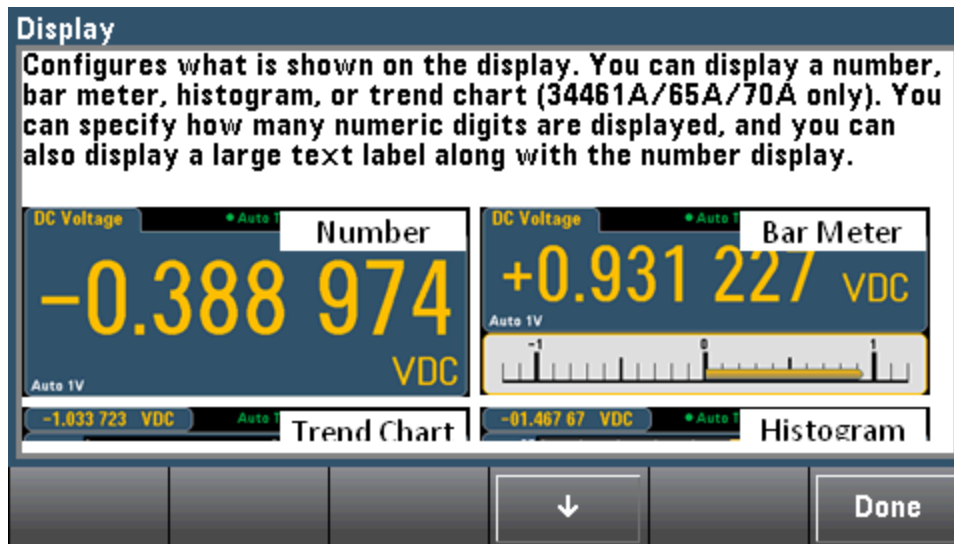 Display
Configures what is shown on the display. You can display a number,
bar meter, histogram, or trend chart (34461A/65A/70A only). You
can specify how many numeric digits are displayed, and you can
also display a large text label along with the number display.
DC Voltage
Auto
Number
-0.388 974
VDC
Auto 1V
DC Voltage
Auto
Bar Meter
+0.931 227 VDC
Auto 1V
-1 0 1
-1.033 723 VDC
Auto
Trend Chart
-01.467 67 VDC
Auto
Histogram
↓
Done